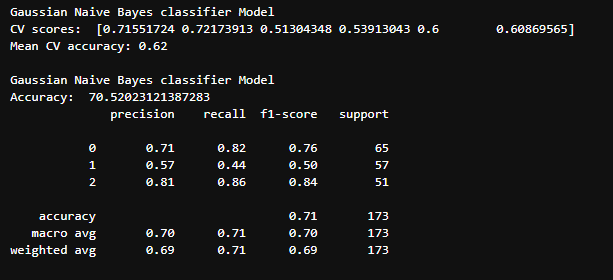 Gaussian Naive Bayes classifier Model
CV scores:  [0.71551724 0.72173913 0.51304348 0.53913043 0.6        0.60869565]
Mean CV accuracy: 0.62
Gaussian Naive Bayes classifier Model
Accuracy:  70.52023121387283
precision    recall  f1-score   support
0       0.71      0.82      0.76        65
1       0.57      0.44      0.50        57
2       0.81      0.86      0.84        51
accuracy                           0.71       173
macro avg       0.70      0.71      0.70       173
weighted avg       0.69      0.71      0.69       173